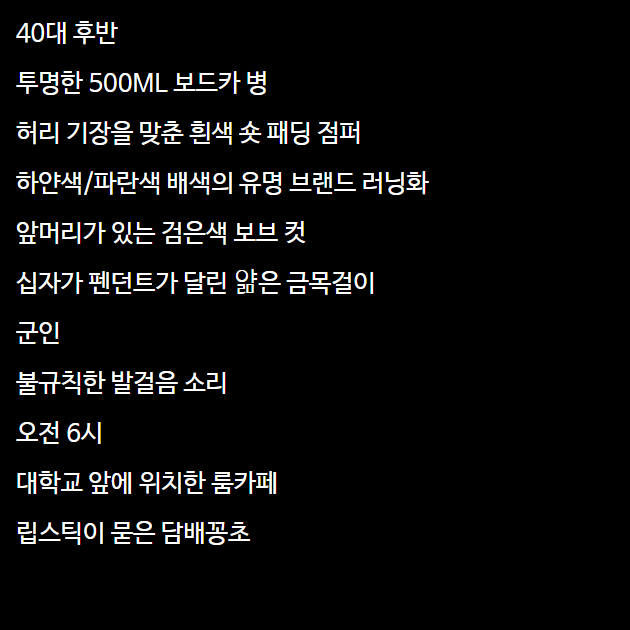 40대 후반
투명한 500ML 보드카 병
허리 기장을 맞춘 흰색 숏 패딩 점퍼
하얀색/파란색 배색의 유명 브랜드 러닝화
앞머리가 있는 검은색 보브 컷
십자가 펜던트가 달린 얇은 금목걸이
군인
불규칙한 발걸음 소리
오전 6시
대학교 앞에 위치한 룸카페
립스틱이 묻은 담배꽁초